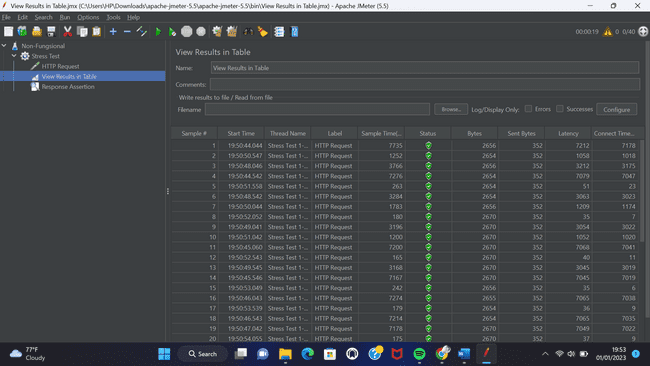 View Results in Table.jmx (C:\Users\HP\Downloads\apache-jmeter-5.5\apache-jmeter-5.5\bin\View Results in Table.jmx) - Apache JMeter (5.5)
File Edit Search Run Options Tools Help
00:00:19 0 0/40
Non-Fungsional
Stress Test
HTTP Request
View Results in Table
Response Assertion
View Results in Table
Name: View Results in Table
Comments:
Write results to file / Read from file
Filename Browse... Log/Display Only: Errors Successes Configure
Sample # Start Time Thread Name Label Sample Time(... Status Bytes Sent Bytes Latency Connect Time...
1 19:50:44.044 Stress Test 1-... HTTP Request 7735 2656 352 7212 7178
2 19:50:50.547 Stress Test 1-... HTTP Request 1252 2654 352 1058 1018
3 19:50:48.046 Stress Test 1-... HTTP Request 3766 2656 352 3212 3175
4 19:50:44.542 Stress Test 1-... HTTP Request 7276 2654 352 7079 7047
5 19:50:51.558 Stress Test 1-... HTTP Request 263 2654 352 51 23
6 19:50:48.542 Stress Test 1-... HTTP Request 3284 2654 352 3063 3023
7 19:50:50.044 Stress Test 1-... HTTP Request 1783 2656 352 1209 1174
8 19:50:52.052 Stress Test 1-... HTTP Request 180 2670 352 35 7
9 19:50:49.041 Stress Test 1-... HTTP Request 3196 2670 352 3054 3022
10 19:50:51.042 Stress Test 1-... HTTP Request 1200 2670 352 1052 1020
11 19:50:45.060 Stress Test 1-... HTTP Request 7200 2670 352 7068 7041
12 19:50:52.543 Stress Test 1-... HTTP Request 165 2670 352 40 11
13 19:50:49.545 Stress Test 1-... HTTP Request 3168 2670 352 3045 3019
14 19:50:45.546 Stress Test 1-... HTTP Request 7167 2670 352 7045 7019
15 19:50:53.049 Stress Test 1-... HTTP Request 242 2656 352 35 6
16 19:50:46.043 Stress Test 1-... HTTP Request 7274 2655 352 7065 7038
17 19:50:53.539 Stress Test 1-... HTTP Request 179 2654 352 36 9
18 19:50:46.543 Stress Test 1-... HTTP Request 7214 2654 352 7065 7035
19 19:50:47.042 Stress Test 1-... HTTP Request 7178 2670 352 7049 7022
20 19:50:54.055 Stress Test 1-... HTTP Request 175 2670 352 37 9
77°F
Cloudy
Search
19:53
01/01/2023